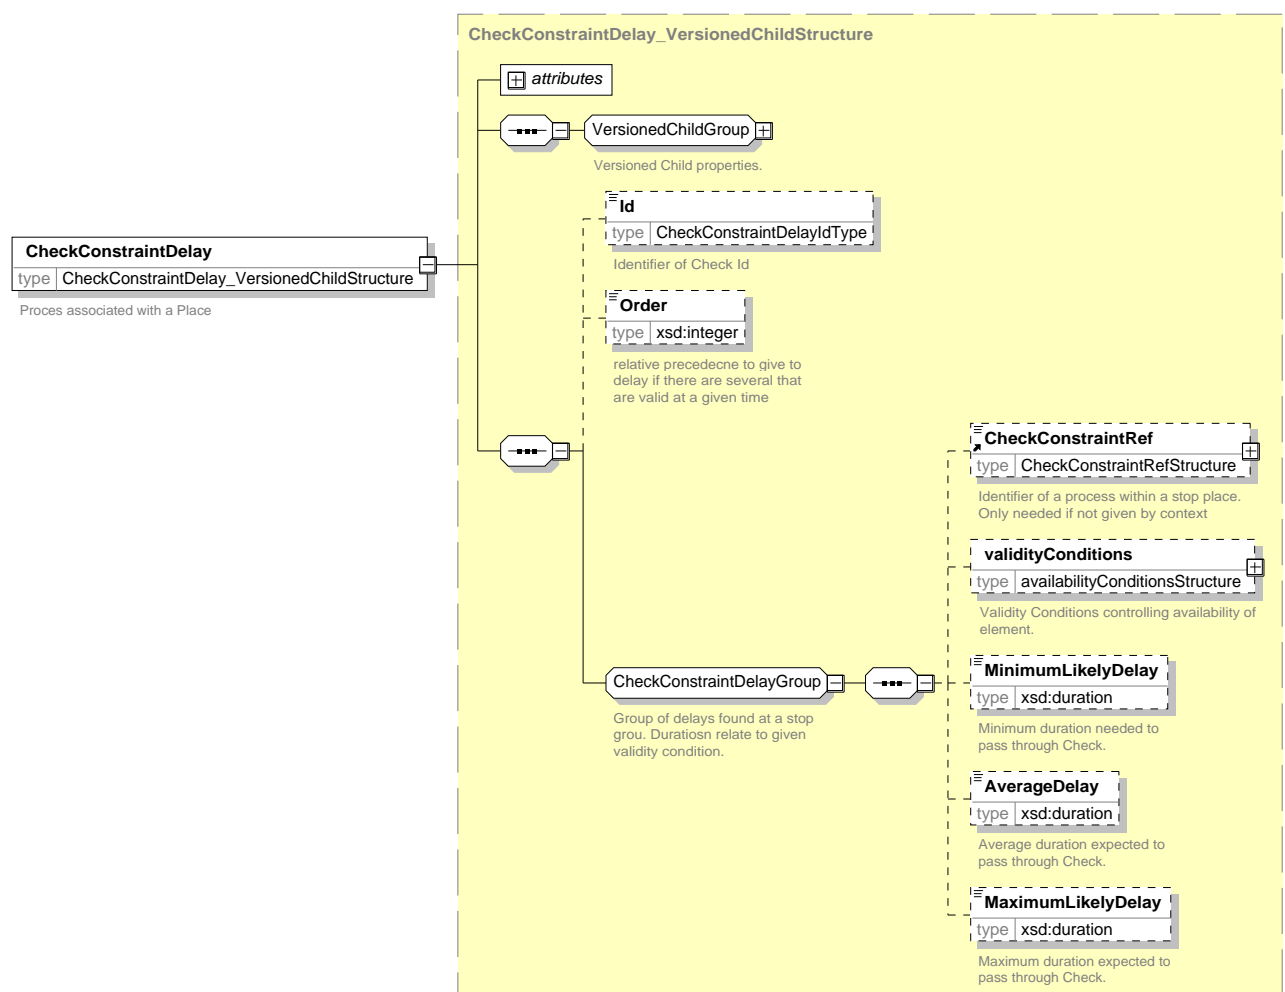 CheckConstraintDelay_VersionedChildStructure
attributes
VersionedChildGroup
Versioned Child properties.
Id
type CheckConstraintDelayIdType
Identifier of Check Id
CheckConstraintDelay
type CheckConstraintDelay_VersionedChildStructure
Proces associated with a Place
Order
type xsd:integer
relative precedecne to give to
delay if there are several that
are valid at a given time
CheckConstraintRef
type CheckConstraintRefStructure
Identifier of a process within a stop place.
Only needed if not given by context
validityConditions
type availabilityConditionsStructure
Validity Conditions controlling availability of
element.
CheckConstraintDelayGroup
Group of delays found at a stop
grou. Duratiosn relate to given
validity condition.
MinimumLikelyDelay
type xsd:duration
Minimum duration needed to
pass through Check.
AverageDelay
type xsd:duration
Average duration expected to
pass through Check.
MaximumLikelyDelay
type xsd:duration
Maximum duration expected to
pass through Check.